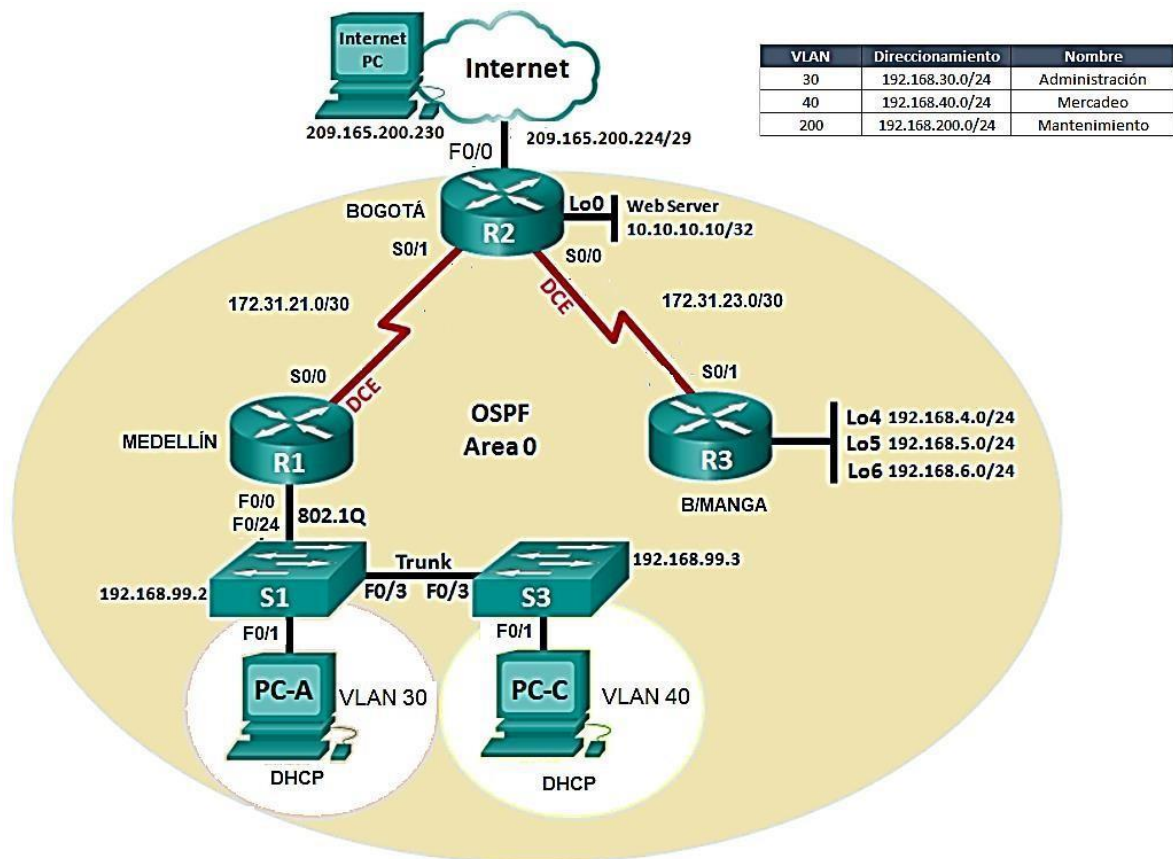 Internet
PC
Internet
209.165.200.230
209.165.200.224/29
F0/0
VLAN Direccionamiento Nombre
30 192.168.30.0/24 Administración
40 192.168.40.0/24 Mercadeo
200 192.168.200.0/24 Mantenimiento
BOGOTÁ
R2
Lo0
Web Server
10.10.10.10/32
S0/1
S0/0
DCE
172.31.21.0/30
172.31.23.0/30
S0/0
DCE
S0/1
OSPF
Area 0
MEDELLÍN
R1
R3
Lo4 192.168.4.0/24
Lo5 192.168.5.0/24
Lo6 192.168.6.0/24
B/MANGA
F0/0
F0/24
802.1Q
Trunk
192.168.99.3
192.168.99.2
S1
F0/3
F0/3
S3
F0/1
F0/1
PC-A
VLAN 30
PC-C
VLAN 40
DHCP
DHCP